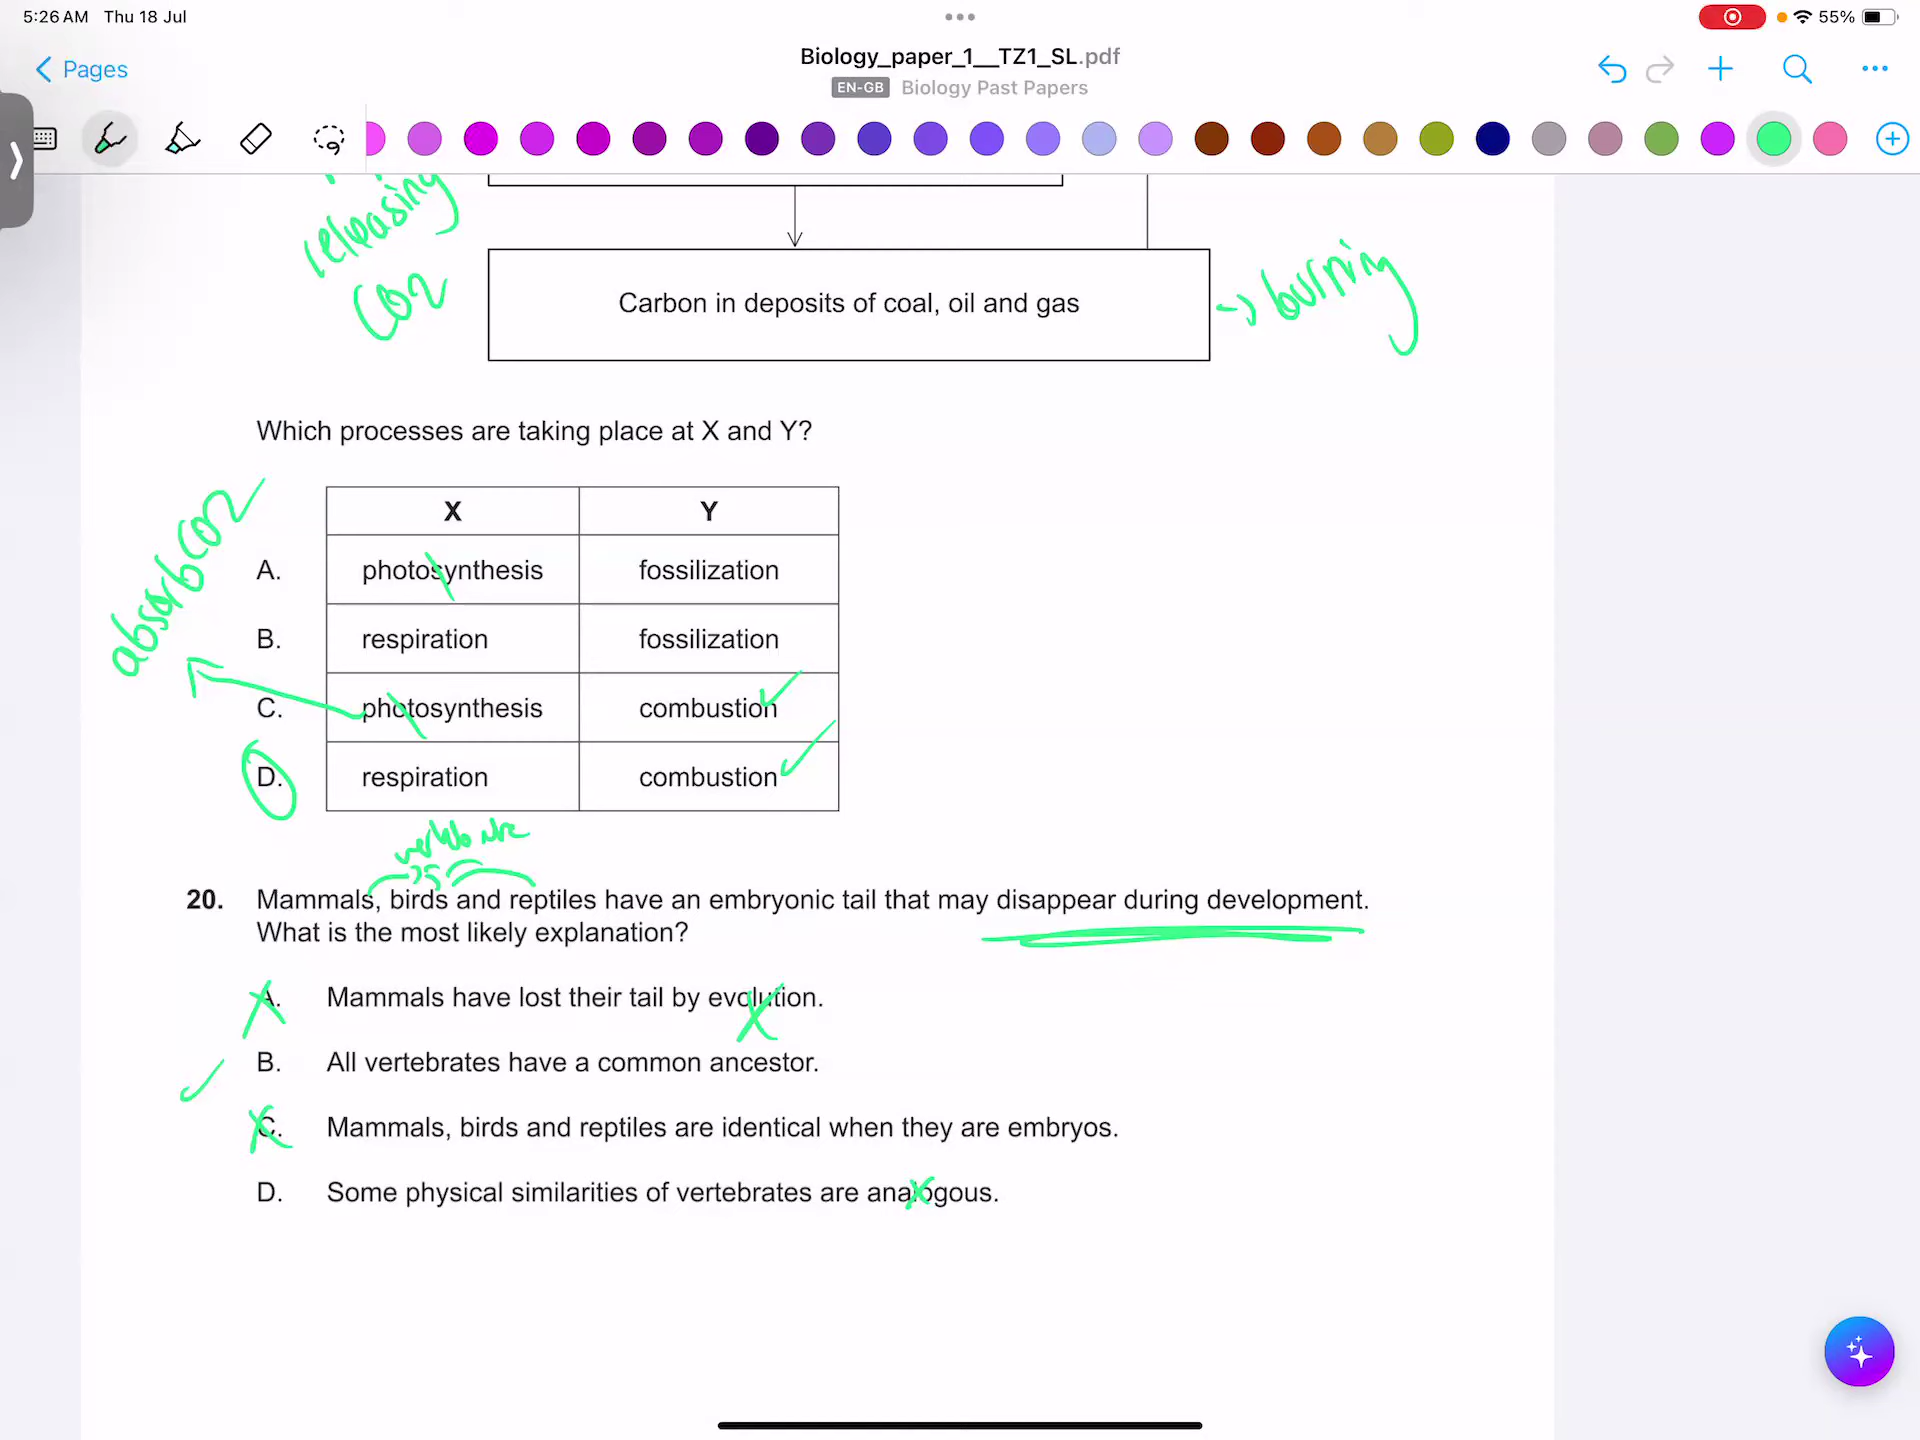 5:26 AM Thu 18 Jul
55%
Pages
Biology_paper_1__TZ1_SL.pdf
EN-GB Biology Past Papers
releasing
CO2
Carbon in deposits of coal, oil and gas
burning
Which processes are taking place at X and Y?
absorb CO2
X Y
A. photosynthesis fossilization
B. respiration fossilization
C. photosynthesis combustion
D. respiration combustion
20. Mammals, birds and reptiles have an embryonic tail that may disappear during development.
What is the most likely explanation?
A. Mammals have lost their tail by evolution.
B. All vertebrates have a common ancestor.
C. Mammals, birds and reptiles are identical when they are embryos.
D. Some physical similarities of vertebrates are analogous.